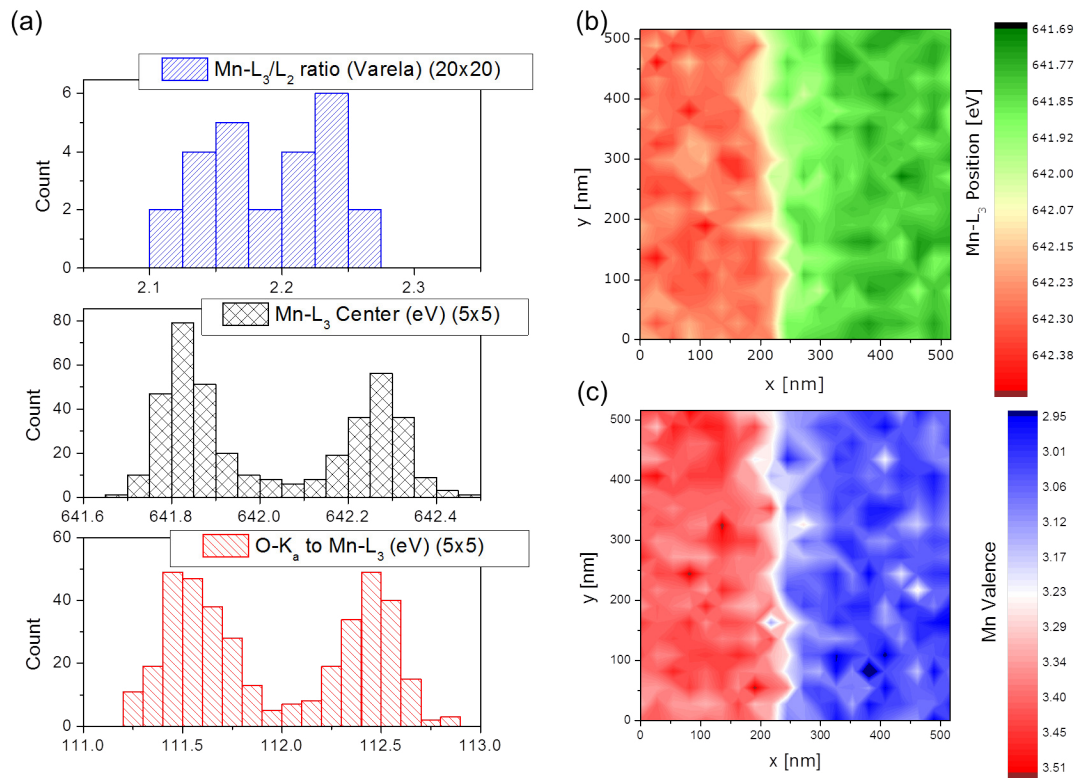 (a)
Mn-L3/L2 ratio (Varela) (20x20)
6
4
2
0
Count
2.1 2.2 2.3
Mn-L3 Center (eV) (5x5)
80
60
40
20
0
Count
641.6 641.8 642.0 642.2 642.4
O-Ka to Mn-L3 (eV) (5x5)
60
40
20
0
Count
111.0 111.5 112.0 112.5 113.0
(b)
500
400
300
200
100
0
y [nm]
0 100 200 300 400 500
x [nm]
Mn-L3 Position [eV]
641.69
641.77
641.85
641.92
642.00
642.07
642.15
642.23
642.30
642.38
(c)
500
400
300
200
100
0
y [nm]
0 100 200 300 400 500
x [nm]
Mn Valence
2.95
3.01
3.06
3.12
3.17
3.23
3.29
3.34
3.40
3.45
3.51